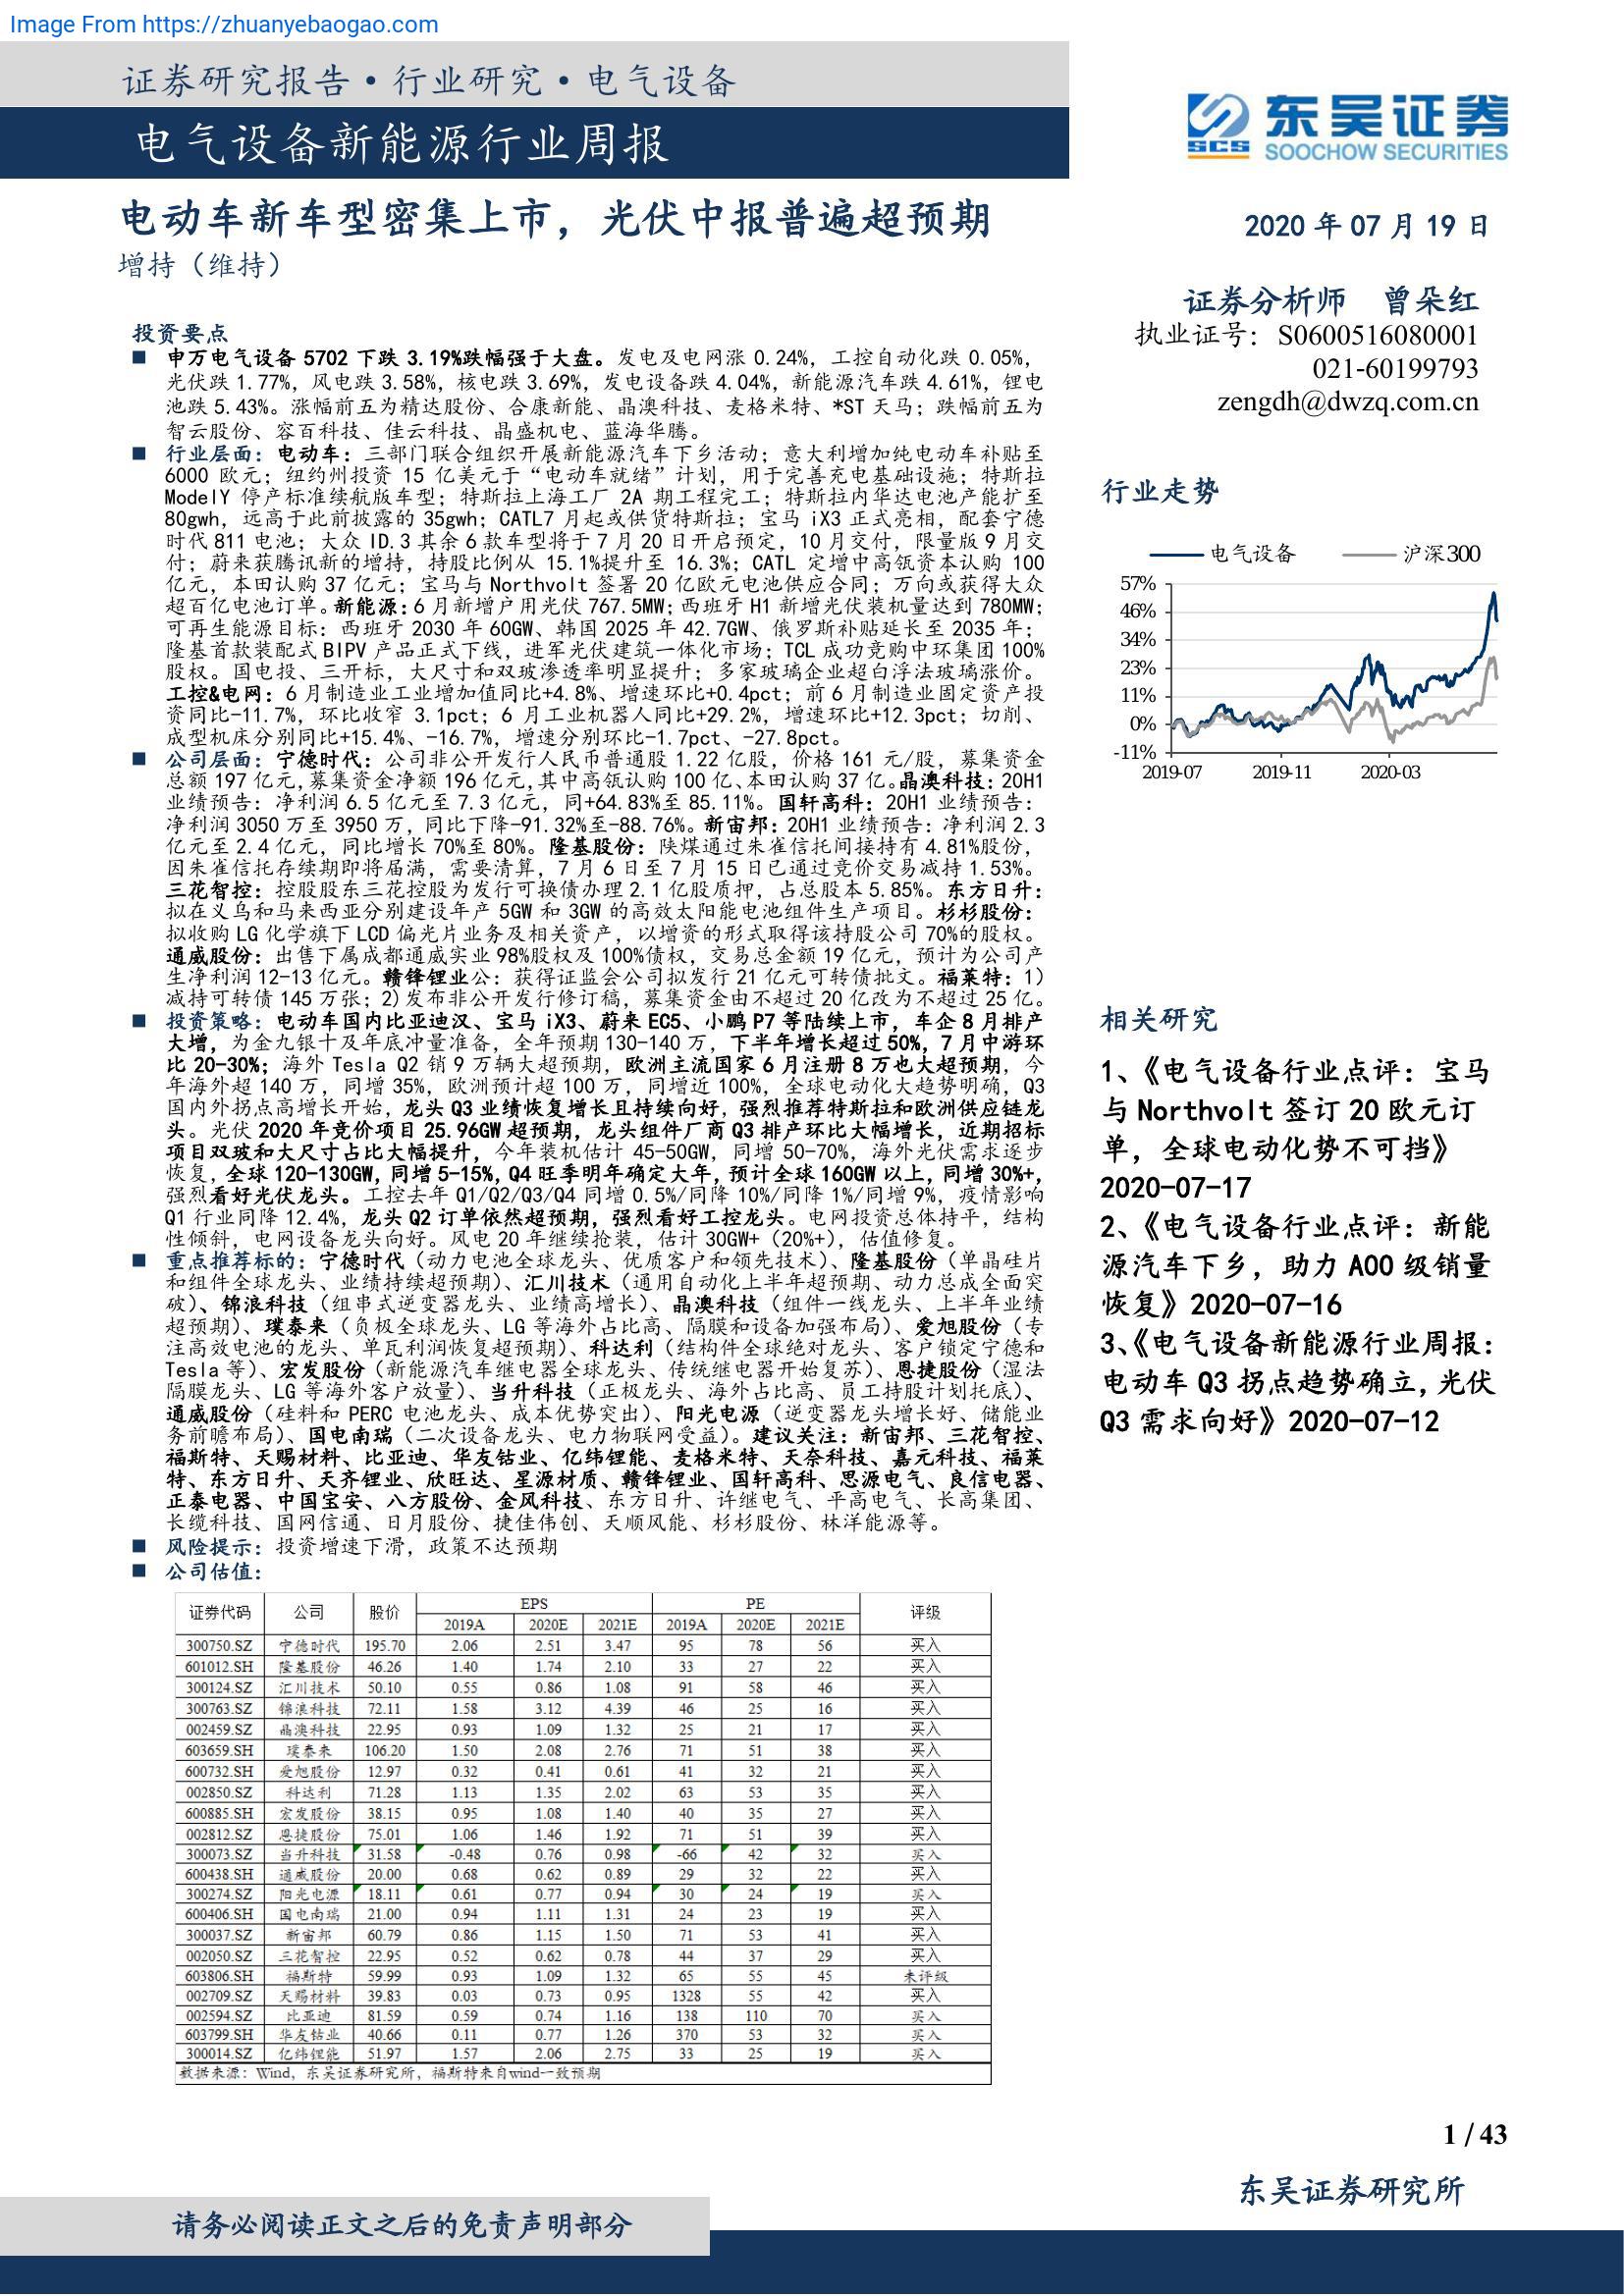 Image From https://zhuanyebaogao.com
证券研究报告·行业研究·电气设备
电气设备新能源行业周报
东吴证券
SCS
SOOCHOW SECURITIES
电动车新车型密集上市，光伏中报普遍超预期
增持（维持）
2020 年 07 月 19 日
证券分析师 曾朵红
执业证号：S0600516080001
021-60199793
zengdh@dwzq.com.cn
投资要点
■ 申万电气设备 5702 下跌 3.19%跌幅强于大盘。发电及电网涨 0.24%，工控自动化跌 0.05%，
光伏跌 1.77%，风电跌 3.58%，核电跌 3.69%，发电设备跌 4.04%，新能源汽车跌 4.61%，锂电
池跌 5.43%。涨幅前五为精达股份、合康新能、晶澳科技、麦格米特、*ST 天马；跌幅前五为
智云股份、容百科技、佳云科技、晶盛机电、蓝海华腾。
■ 行业层面：电动车：三部门联合组织开展新能源汽车下乡活动；意大利增加纯电动车补贴至
6000 欧元；纽约州投资 15 亿美元于“电动车就绪”计划，用于完善充电基础设施；特斯拉
ModelY 停产标准续航版车型；特斯拉上海工厂 2A 期工程完工；特斯拉内华达电池产能扩至
80gwh，远高于此前披露的 35gwh；CATL7 月起或供货特斯拉；宝马 iX3 正式亮相，配套宁德
时代 811 电池；大众 ID.3 其余 6 款车型将于 7 月 20 日开启预定，10 月交付，限量版 9 月交
付；蔚来获腾讯新的增持，持股比例从 15.1%提升至 16.3%；CATL 定增中高瓴资本认购 100
亿元，本田认购 37 亿元；宝马与 Northvolt 签署 20 亿欧元电池供应合同；万向或获得大众
超百亿电池订单。新能源：6 月新增户用光伏 767.5MW；西班牙 H1 新增光伏装机量达到 780MW；
可再生能源目标：西班牙 2030 年 60GW、韩国 2025 年 42.7GW、俄罗斯补贴延长至 2035 年；
隆基首款装配式 BIPV 产品正式下线，进军光伏建筑一体化市场；TCL 成功竞购中环集团 100%
股权。国电投、三开标，大尺寸和双玻渗透率明显提升；多家玻璃企业超白浮法玻璃涨价。
工控&电网：6 月制造业工业增加值同比+4.8%、增速环比+0.4pct；前 6 月制造业固定资产投
资同比-11.7%，环比收窄 3.1pct；6 月工业机器人同比+29.2%，增速环比+12.3pct；切削、
成型机床分别同比+15.4%、-16.7%，增速分别环比-1.7pct、-27.8pct。
■ 公司层面：宁德时代：公司非公开发行人民币普通股 1.22 亿股，价格 161 元/股，募集资金
总额 197 亿元,募集资金净额 196 亿元,其中高瓴认购 100 亿、本田认购 37 亿。晶澳科技：20H1
业绩预告：净利润 6.5 亿元至 7.3 亿元，同+64.83%至 85.11%。国轩高科：20H1 业绩预告：
净利润 3050 万至 3950 万，同比下降-91.32%至-88.76%。新宙邦：20H1 业绩预告：净利润 2.3
亿元至 2.4 亿元，同比增长 70%至 80%。隆基股份：陕煤通过朱雀信托间接持有 4.81%股份，
因朱雀信托存续期即将届满，需要清算，7 月 6 日至 7 月 15 日已通过竞价交易减持 1.53%。
三花智控：控股股东三花控股为发行可换债办理 2.1 亿股质押，占总股本 5.85%。东方日升：
拟在义乌和马来西亚分别建设年产 5GW 和 3GW 的高效太阳能电池组件生产项目。杉杉股份：
拟收购 LG 化学旗下 LCD 偏光片业务及相关资产，以增资的形式取得该持股公司 70%的股权。
通威股份：出售下属成都通威实业 98%股权及 100%债权，交易总金额 19 亿元，预计为公司产
生净利润 12-13 亿元。赣锋锂业公：获得证监会公司拟发行 21 亿元可转债批文。福莱特：1）
减持可转债 145 万张；2)发布非公开发行修订稿，募集资金由不超过 20 亿改为不超过 25 亿。
■ 投资策略：电动车国内比亚迪汉、宝马 iX3、蔚来 EC5、小鹏 P7 等陆续上市，车企 8 月排产
大增，为金九银十及年底冲量准备，全年预期 130-140 万，下半年增长超过 50%，7 月中游环
比 20-30%；海外 Tesla Q2 销 9 万辆大超预期，欧洲主流国家 6 月注册 8 万也大超预期，今
年海外超 140 万，同增 35%，欧洲预计超 100 万，同增近 100%，全球电动化大趋势明确，Q3
国内外拐点高增长开始，龙头 Q3 业绩恢复增长且持续向好，强烈推荐特斯拉和欧洲供应链龙
头。光伏 2020 年竞价项目 25.96GW 超预期，龙头组件厂商 Q3 排产环比大幅增长，近期招标
项目双玻和大尺寸占比大幅提升，今年装机估计 45-50GW，同增 50-70%，海外光伏需求逐步
恢复，全球 120-130GW，同增 5-15%，Q4 旺季明年确定大年，预计全球 160GW 以上，同增 30%+，
强烈看好光伏龙头。工控去年 Q1/Q2/Q3/Q4 同增 0.5%/同降 10%/同降 1%/同增 9%，疫情影响
Q1 行业同降 12.4%，龙头 Q2 订单依然超预期，强烈看好工控龙头。电网投资总体持平，结构
性倾斜，电网设备龙头向好。风电 20 年继续抢装，估计 30GW+（20%+），估值修复。
■ 重点推荐标的：宁德时代（动力电池全球龙头、优质客户和领先技术）、隆基股份（单晶硅片
和组件全球龙头、业绩持续超预期）、汇川技术（通用自动化上半年超预期、动力总成全面突
破）、锦浪科技（组串式逆变器龙头、业绩高增长）、晶澳科技（组件一线龙头、上半年业绩
超预期）、璞泰来（负极全球龙头、LG 等海外占比高、隔膜和设备加强布局）、爱旭股份（专
注高效电池的龙头、单瓦利润恢复超预期）、科达利（结构件全球绝对龙头、客户锁定宁德和
Tesla 等）、宏发股份（新能源汽车继电器全球龙头、传统继电器开始复苏）、恩捷股份（湿法
隔膜龙头、LG 等海外客户放量）、当升科技（正极龙头、海外占比高、员工持股计划托底）、
通威股份（硅料和 PERC 电池龙头、成本优势突出）、阳光电源（逆变器龙头增长好、储能业
务前瞻布局）、国电南瑞（二次设备龙头、电力物联网受益）。建议关注：新宙邦、三花智控、
福斯特、天赐材料、比亚迪、华友钴业、亿纬锂能、麦格米特、天奈科技、嘉元科技、福莱
特、东方日升、天齐锂业、欣旺达、星源材质、赣锋锂业、国轩高科、思源电气、良信电器、
正泰电器、中国宝安、八方股份、金风科技、东方日升、许继电气、平高电气、长高集团、
长缆科技、国网信通、日月股份、捷佳伟创、天顺风能、杉杉股份、林洋能源等。
■ 风险提示：投资增速下滑，政策不达预期
■ 公司估值：
证券代码 公司 股价 EPS PE 评级
2019A 2020E 2021E 2019A 2020E 2021E
300750.SZ 宁德时代 195.70 2.06 2.51 3.47 95 78 56 买入
601012.SH 隆基股份 46.26 1.40 1.74 2.10 33 27 22 买入
300124.SZ 汇川技术 50.10 0.55 0.86 1.08 91 58 46 买入
300763.SZ 锦浪科技 72.11 1.58 3.12 4.39 46 25 16 买入
002459.SZ 晶澳科技 22.95 0.93 1.09 1.32 25 21 17 买入
603659.SH 璞泰来 106.20 1.50 2.08 2.76 71 51 38 买入
600732.SH 爱旭股份 12.97 0.32 0.41 0.61 41 32 21 买入
002850.SZ 科达利 71.28 1.13 1.35 2.02 63 53 35 买入
600885.SH 宏发股份 38.15 0.95 1.08 1.40 40 35 27 买入
002812.SZ 恩捷股份 75.01 1.06 1.46 1.92 71 51 39 买入
300073.SZ 当升科技 31.58 -0.48 0.76 0.98 -66 42 32 买入
600438.SH 通威股份 20.00 0.68 0.62 0.89 29 32 22 买入
300274.SZ 阳光电源 18.11 0.61 0.77 0.94 30 24 19 买入
600406.SH 国电南瑞 21.00 0.94 1.11 1.31 24 23 19 买入
300037.SZ 新宙邦 60.79 0.86 1.15 1.50 71 53 41 买入
002050.SZ 三花智控 22.95 0.52 0.62 0.78 44 37 29 买入
603806.SH 福斯特 59.99 0.93 1.09 1.32 65 55 45 未评级
002709.SZ 天赐材料 39.83 0.03 0.73 0.95 1328 55 42 买入
002594.SZ 比亚迪 81.59 0.59 0.74 1.16 138 110 70 买入
603799.SH 华友钴业 40.66 0.11 0.77 1.26 370 53 32 买入
300014.SZ 亿纬锂能 51.97 1.57 2.06 2.75 33 25 19 买入
数据来源：Wind，东吴证券研究所，福斯特来自wind一致预期
行业走势
电气设备 沪深300
57%
46%
34%
23%
11%
0%
-11%
2019-07 2019-11 2020-03
相关研究
1、《电气设备行业点评：宝马
与 Northvolt 签订 20 欧元订
单，全球电动化势不可挡》
2020-07-17
2、《电气设备行业点评：新能
源汽车下乡，助力 A00 级销量
恢复》2020-07-16
3、《电气设备新能源行业周报：
电动车 Q3 拐点趋势确立，光伏
Q3 需求向好》2020-07-12
1 / 43
东吴证券研究所
请务必阅读正文之后的免责声明部分